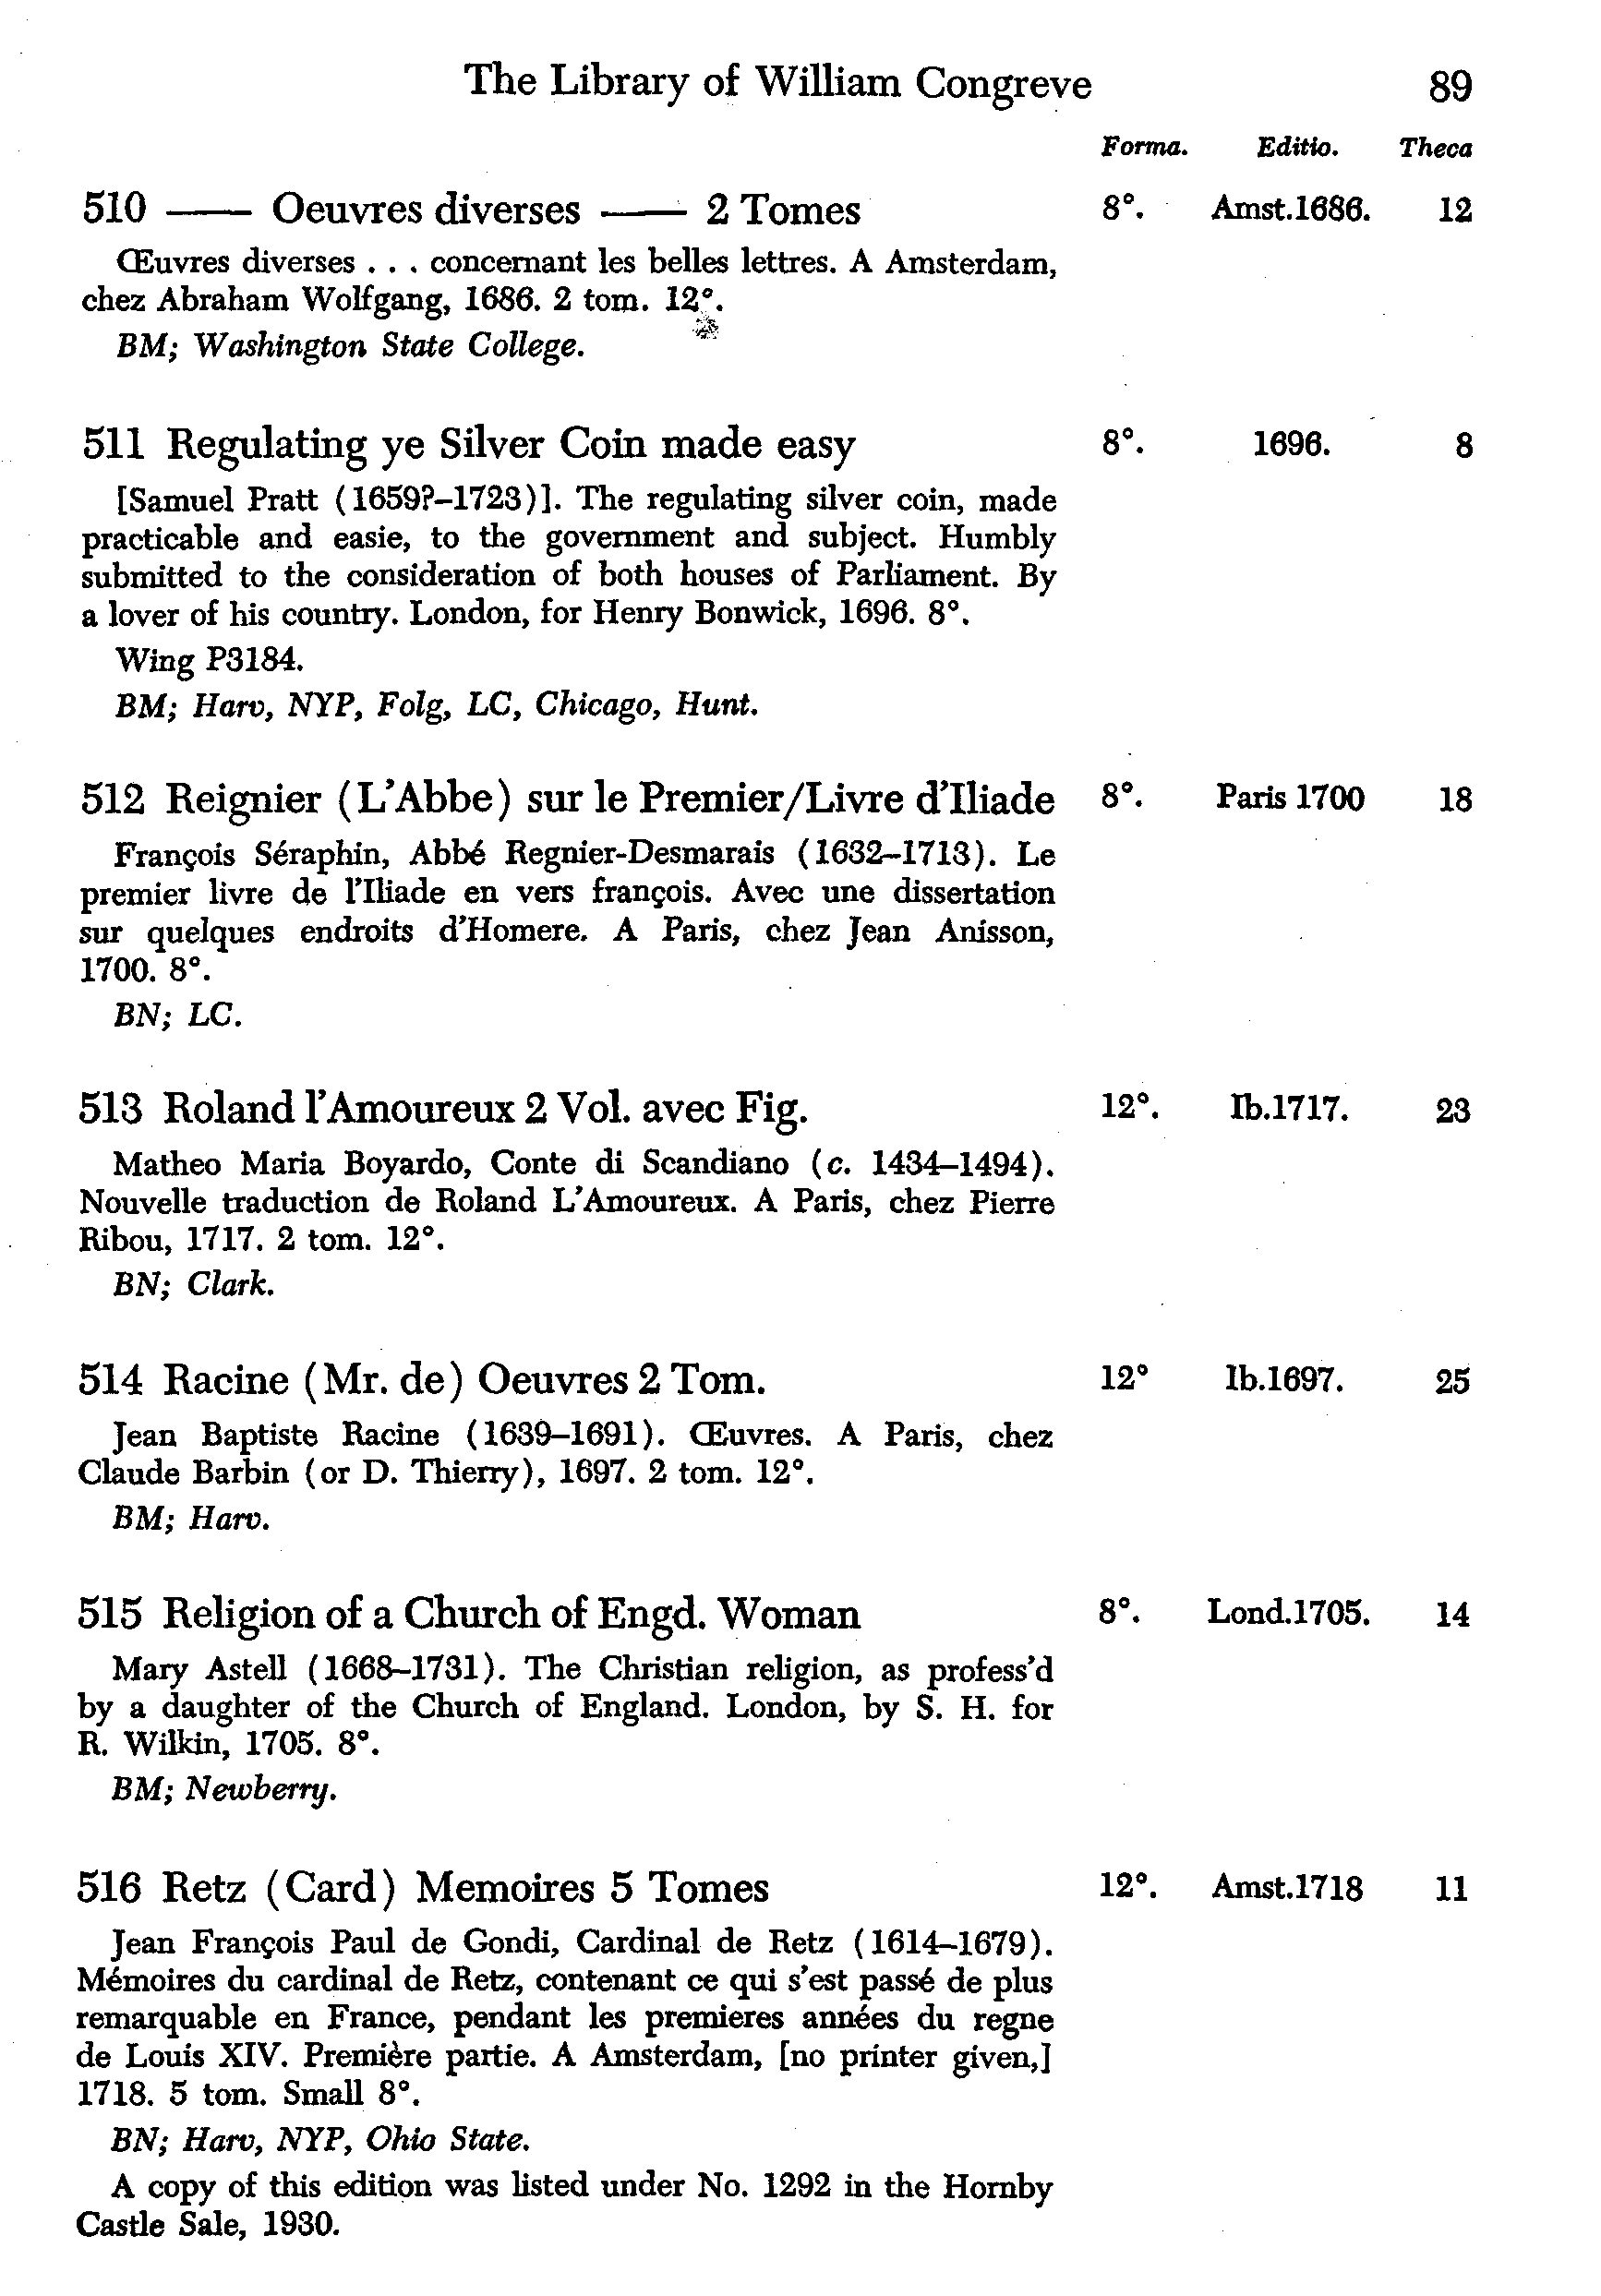 The Library of William Congreve 89
Forma. Editio. Theca
510 —— Oeuvres diverses —— 2 Tomes 8°. Amst.1686. 12
Œuvres diverses . . . concernant les belles lettres. A Amsterdam,
chez Abraham Wolfgang, 1686. 2 tom. 12°.
BM; Washington State College.
511 Regulating ye Silver Coin made easy 8°. 1696. 8
[Samuel Pratt (1659?–1723)]. The regulating silver coin, made
practicable and easie, to the government and subject. Humbly
submitted to the consideration of both houses of Parliament. By
a lover of his country. London, for Henry Bonwick, 1696. 8°.
Wing P3184.
BM; Harv, NYP, Folg, LC, Chicago, Hunt.
512 Reignier (L'Abbe) sur le Premier/Livre d'Iliade 8°. Paris 1700 18
François Séraphin, Abbé Regnier-Desmarais (1632–1713). Le
premier livre de l'Iliade en vers françois. Avec une dissertation
sur quelques endroits d'Homere. A Paris, chez Jean Anisson,
1700. 8°.
BN; LC.
513 Roland l'Amoureux 2 Vol. avec Fig. 12°. Ib.1717. 23
Matheo Maria Boyardo, Conte di Scandiano (c. 1434–1494).
Nouvelle traduction de Roland L'Amoureux. A Paris, chez Pierre
Ribou, 1717. 2 tom. 12°.
BN; Clark.
514 Racine (Mr. de) Oeuvres 2 Tom. 12° Ib.1697. 25
Jean Baptiste Racine (1639–1691). Œuvres. A Paris, chez
Claude Barbin (or D. Thierry), 1697. 2 tom. 12°.
BM; Harv.
515 Religion of a Church of Engd. Woman 8°. Lond.1705. 14
Mary Astell (1668–1731). The Christian religion, as profess'd
by a daughter of the Church of England. London, by S. H. for
R. Wilkin, 1705. 8°.
BM; Newberry.
516 Retz (Card) Memoires 5 Tomes 12°. Amst.1718 11
Jean François Paul de Gondi, Cardinal de Retz (1614–1679).
Mémoires du cardinal de Retz, contenant ce qui s'est passé de plus
remarquable en France, pendant les premieres années du regne
de Louis XIV. Première partie. A Amsterdam, [no printer given,]
1718. 5 tom. Small 8°.
BN; Harv, NYP, Ohio State.
A copy of this edition was listed under No. 1292 in the Hornby
Castle Sale, 1930.